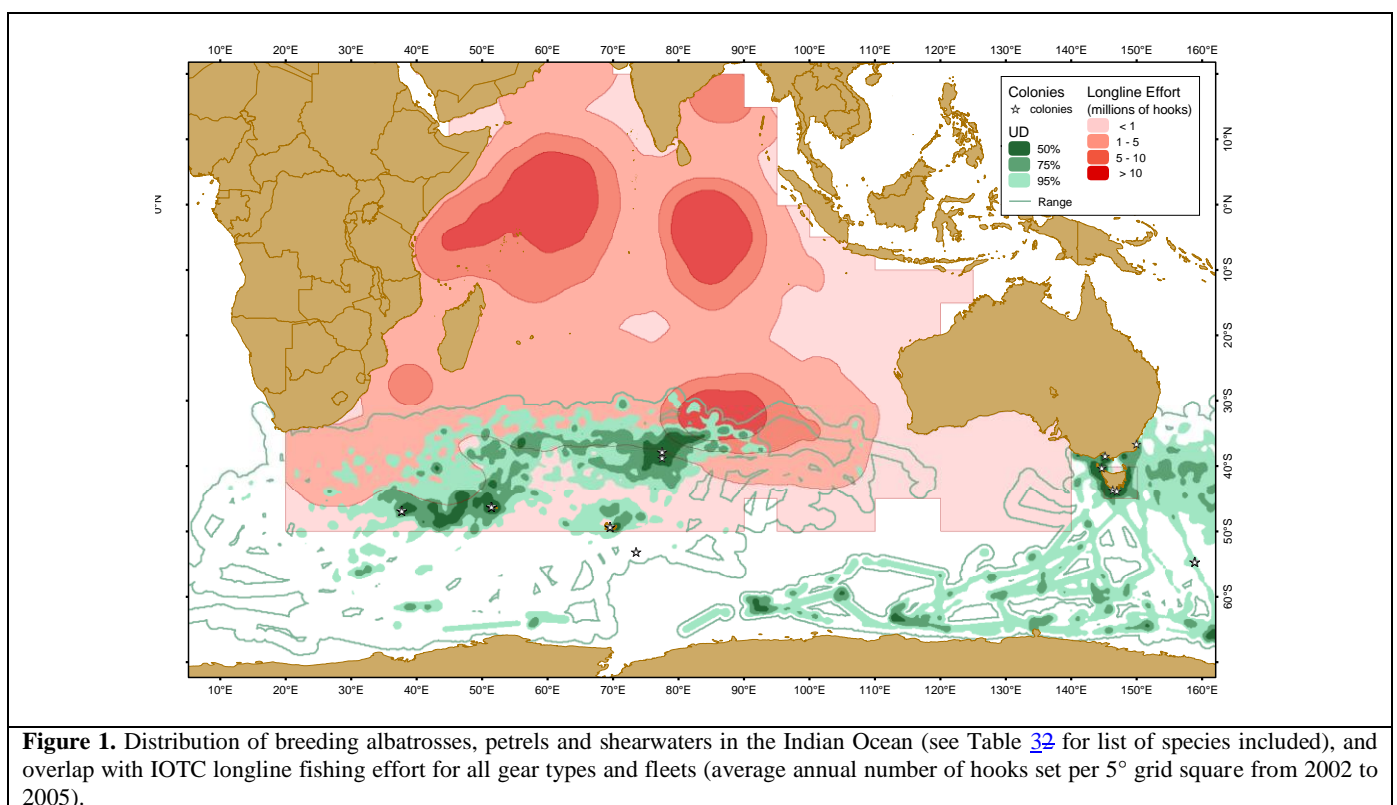 10°E 20°E 30°E 40°E 50°E 60°E 70°E 80°E 90°E 100°E 110°E 120°E 130°E 140°E 150°E 160°E
Colonies
colonies
UD
50%
75%
95%
Range
Longline Effort
(millions of hooks)
< 1
1 - 5
5 - 10
> 10
0°N
10°N
0°N
10°S
20°S
30°S
40°S
50°S
60°S
10°E 20°E 30°E 40°E 50°E 60°E 70°E 80°E 90°E 100°E 110°E 120°E 130°E 140°E 150°E 160°E
Figure 1. Distribution of breeding albatrosses, petrels and shearwaters in the Indian Ocean (see Table 32 for list of species included), and
overlap with IOTC longline fishing effort for all gear types and fleets (average annual number of hooks set per 5° grid square from 2002 to
2005).